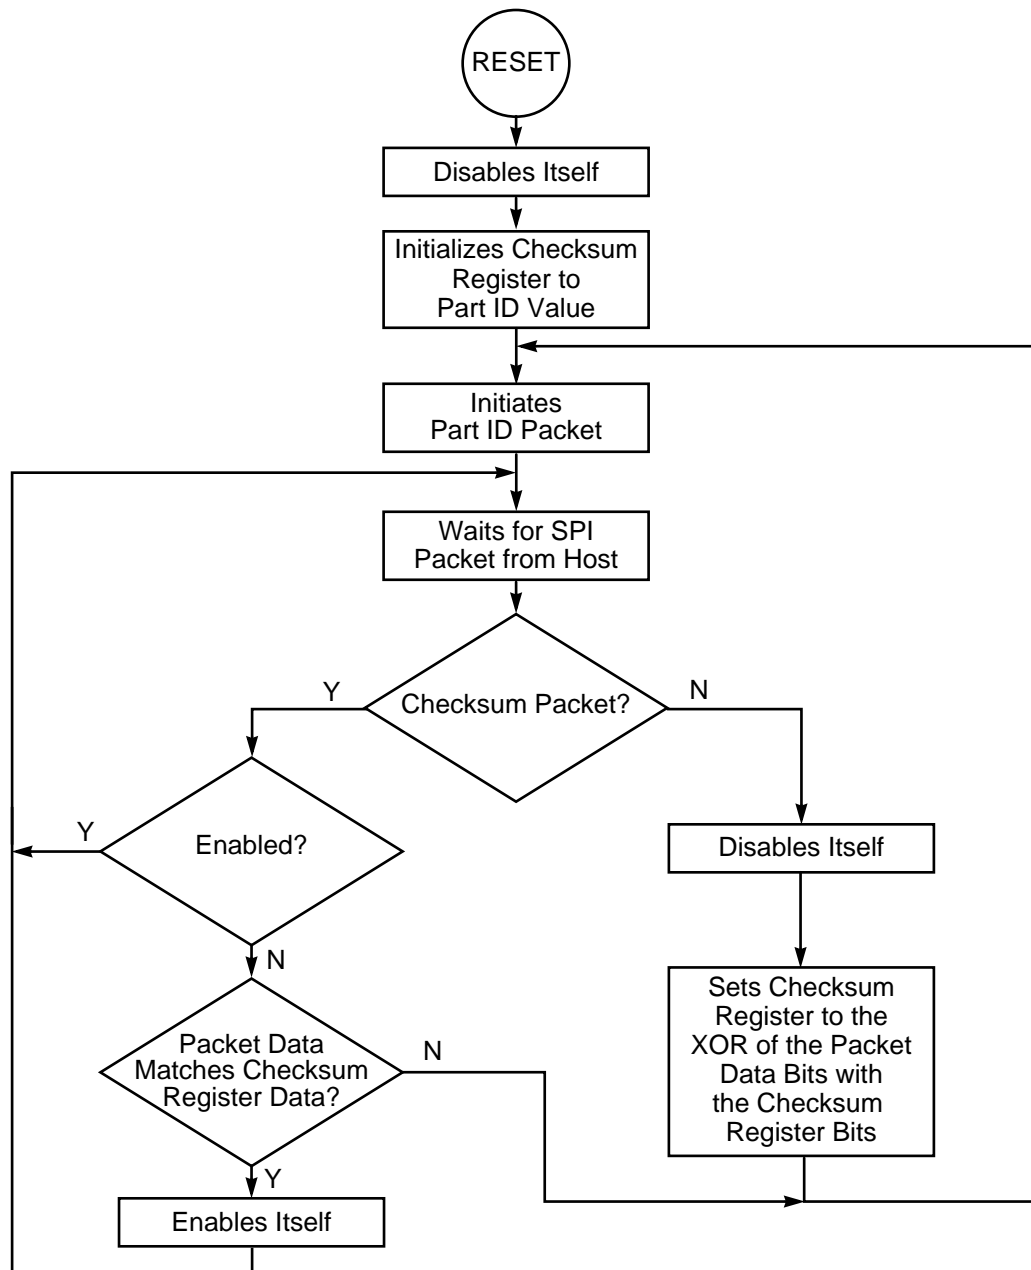 RESET
Disables Itself
Initializes Checksum
Register to
Part ID Value
Initiates
Part ID Packet
Waits for SPI
Packet from Host
Checksum Packet?
Y
N
Enabled?
Y
N
Disables Itself
Packet Data
Matches Checksum
Register Data?
N
Y
Sets Checksum
Register to the
XOR of the Packet
Data Bits with
the Checksum
Register Bits
Enables Itself